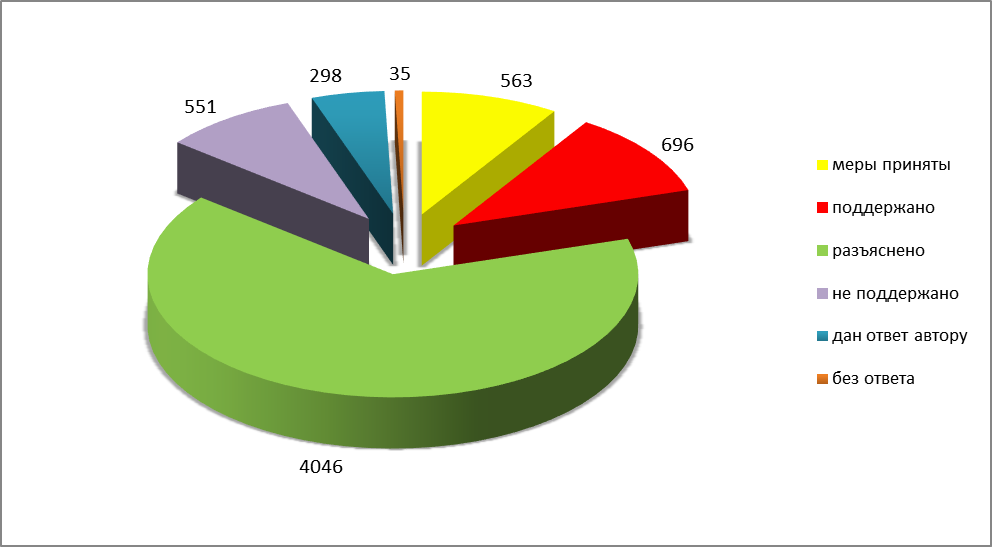 35
298
563
551
696
меры приняты
поддержано
разъяснено
не поддержано
дан ответ автору
без ответа
4046